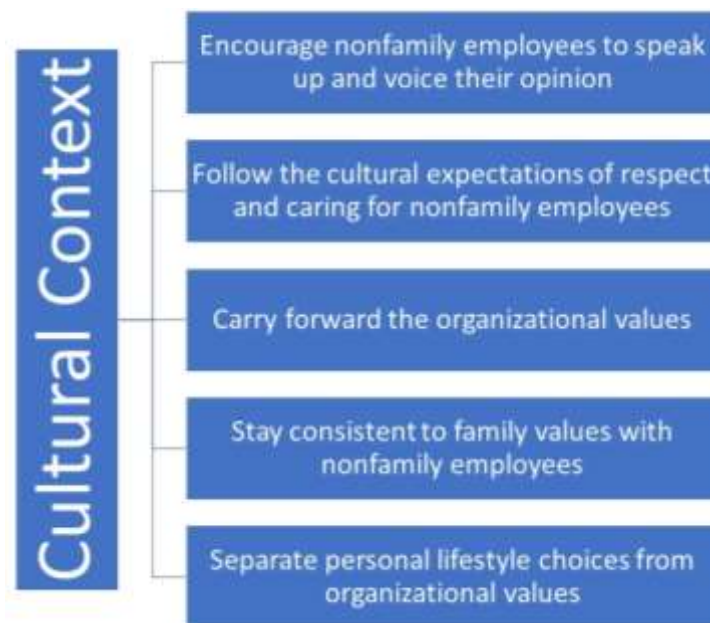 Cultural Context
Encourage nonfamily employees to speak
up and voice their opinion
Follow the cultural expectations of respect
and caring for nonfamily employees
Carry forward the organizational values
Stay consistent to family values with
nonfamily employees
Separate personal lifestyle choices from
organizational values